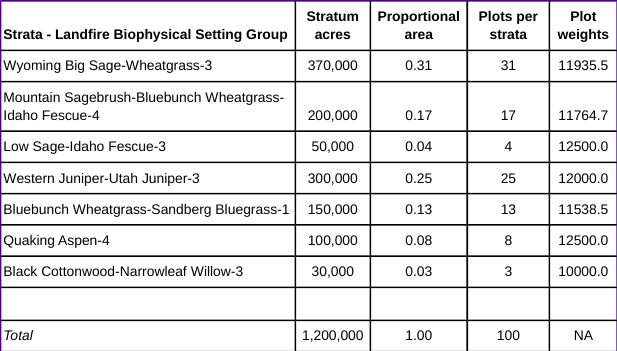 Strata - Landfire Biophysical Setting Group Stratum acres Proportional area Plots per strata Plot weights
Wyoming Big Sage-Wheatgrass-3 370,000 0.31 31 11935.5
Mountain Sagebrush-Bluebunch Wheatgrass-
Idaho Fescue-4 200,000 0.17 17 11764.7
Low Sage-Idaho Fescue-3 50,000 0.04 4 12500.0
Western Juniper-Utah Juniper-3 300,000 0.25 25 12000.0
Bluebunch Wheatgrass-Sandberg Bluegrass-1 150,000 0.13 13 11538.5
Quaking Aspen-4 100,000 0.08 8 12500.0
Black Cottonwood-Narrowleaf Willow-3 30,000 0.03 3 10000.0
Total 1,200,000 1.00 100 NA